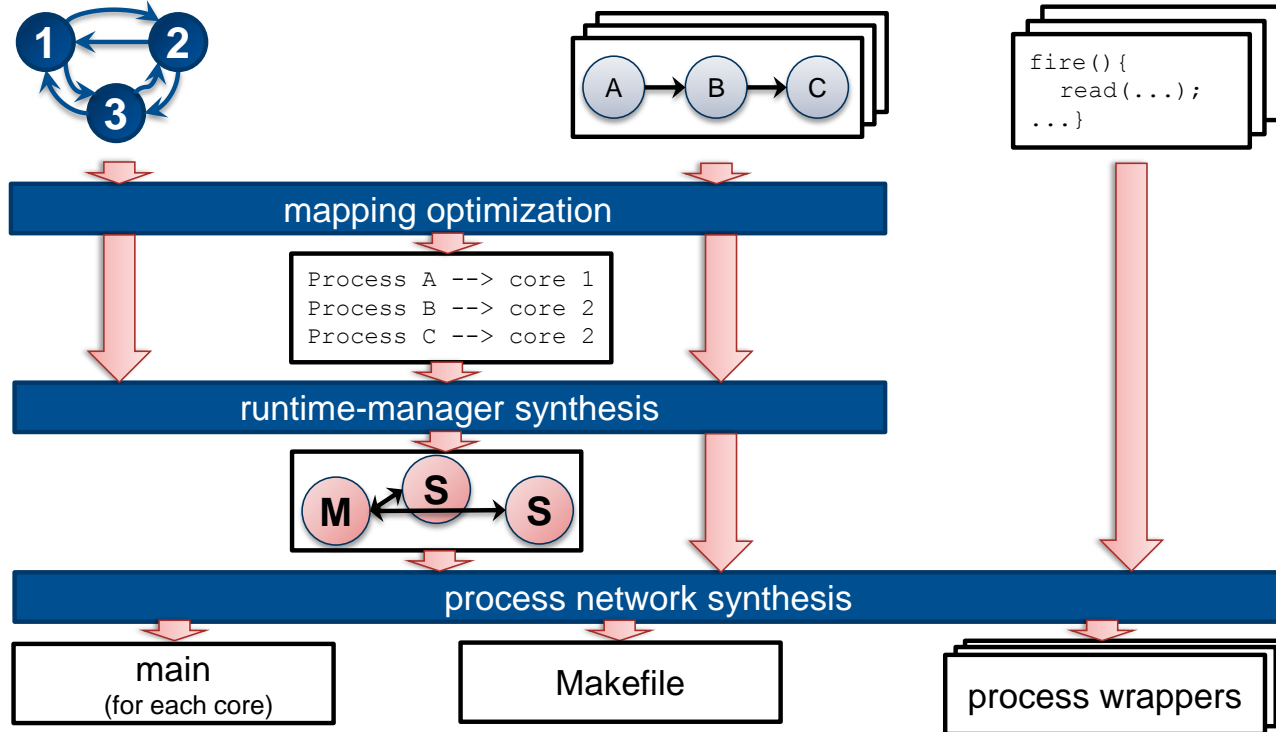 1
2
3
A
B
C
fire(){
read(...);
...}
mapping optimization
Process A --> core 1
Process B --> core 2
Process C --> core 2
runtime-manager synthesis
M
S
S
process network synthesis
main
(for each core)
Makefile
process wrappers